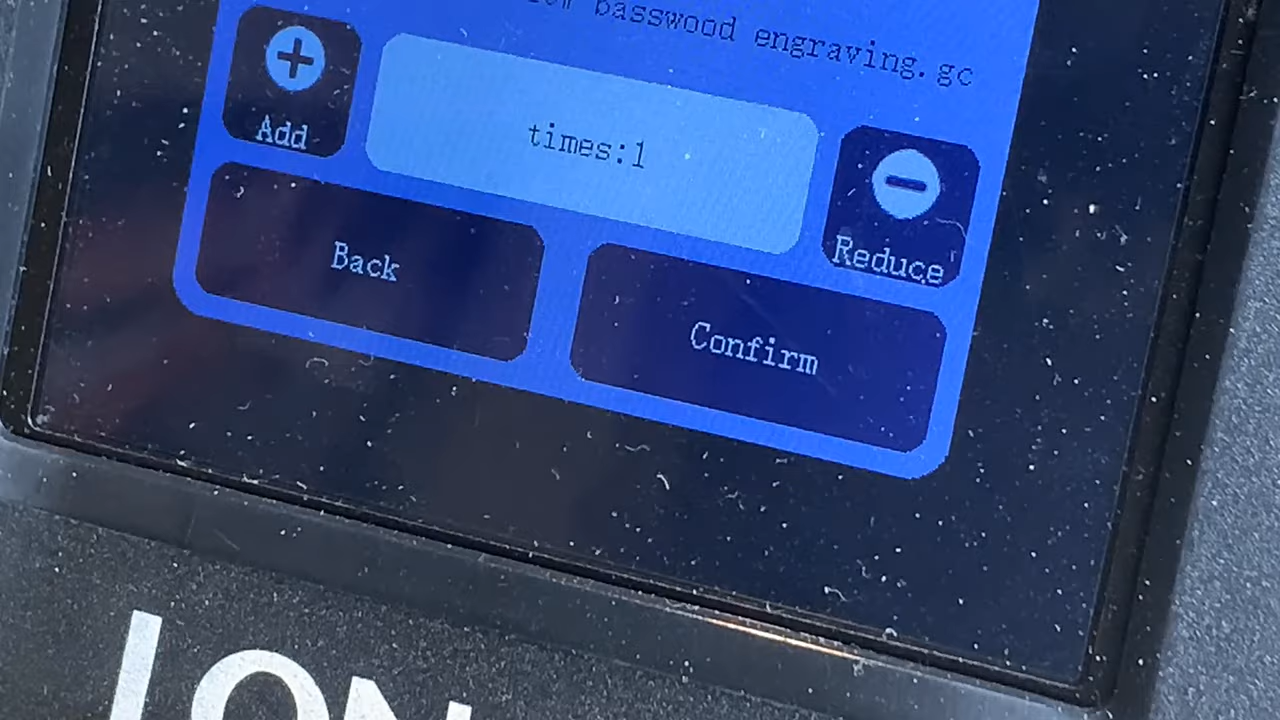 basswood engraving.gc
Add
times:1
Reduce
Back
Confirm